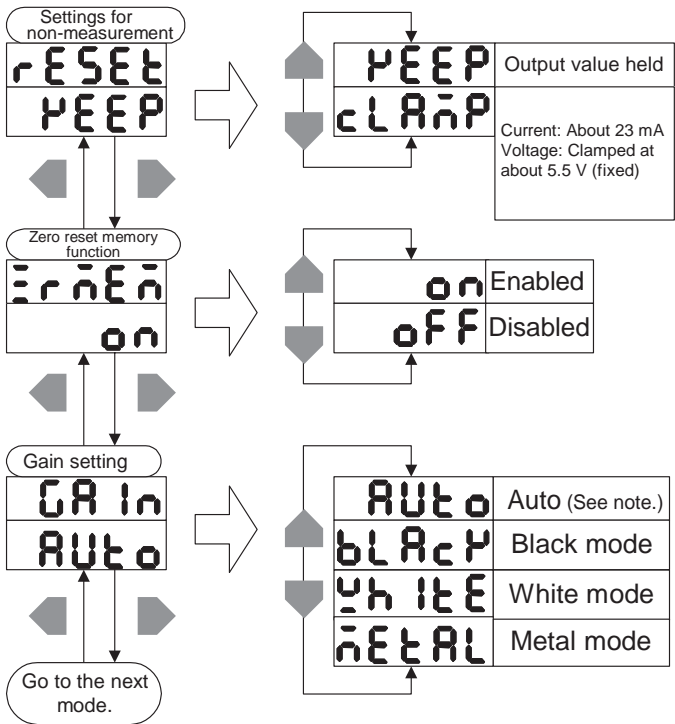 Settings for
non-measurement
rESEt
KEEP
KEEP Output value held
cLAmP Current: About 23 mA
Voltage: Clamped at
about 5.5 V (fixed)
Zero reset memory
function
ZrmEm
on
on Enabled
oFF Disabled
Gain setting
GAIn
AUto
AUto Auto (See note.)
bLAcK Black mode
WhItE White mode
mEtAL Metal mode
Go to the next
mode.